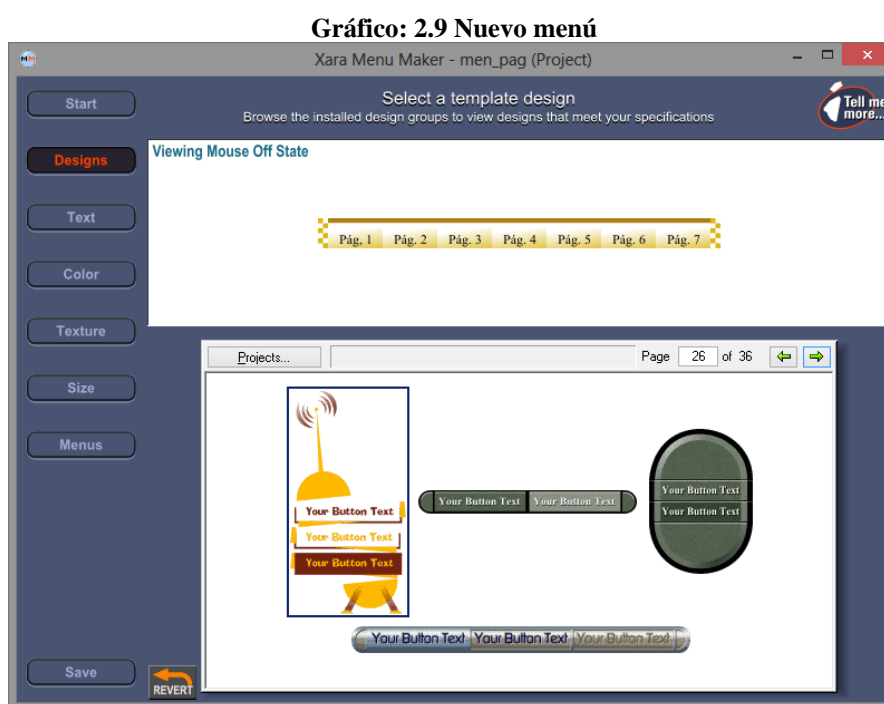 Gráfico: 2.9 Nuevo menú
MM
Xara Menu Maker - men_pag (Project)
Start
Select a template design
Browse the installed design groups to view designs that meet your specifications
Tell me
more...
Designs
Viewing Mouse Off State
Text
Pág, 1 Pág. 2 Pág. 3 Pág. 4 Pág. 5 Pág. 6 Pág. 7
Color
Texture
Projects...
Page 26 of 36
Size
Menus
Your Button Text
Your Button Text
Your Button Text
Your Button Text Your Button Text
Your Button Text
Your Button Text
Your Button Text Your Button Text Your Button Text
Save
REVERT